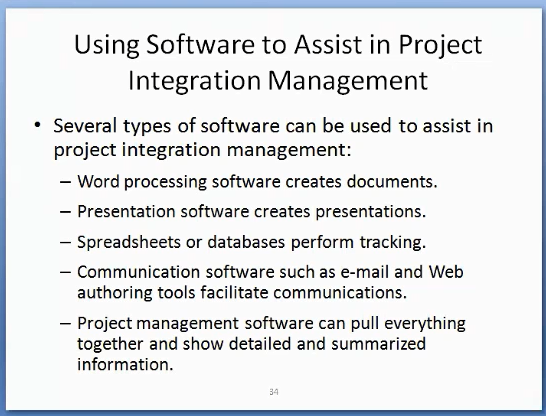 Using Software to Assist in Project
Integration Management
• Several types of software can be used to assist in
project integration management:
– Word processing software creates documents.
– Presentation software creates presentations.
– Spreadsheets or databases perform tracking.
– Communication software such as e-mail and Web
authoring tools facilitate communications.
– Project management software can pull everything
together and show detailed and summarized
information.
34